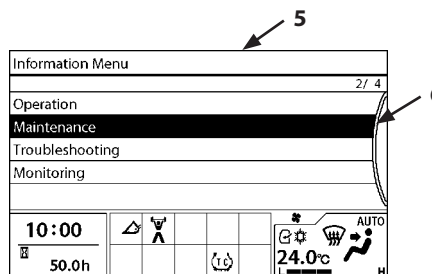 5
Information Menu
2/ 4
Operation
Maintenance
Troubleshooting
Monitoring
10:00
50.0h
AUTO
24.0℃
L H